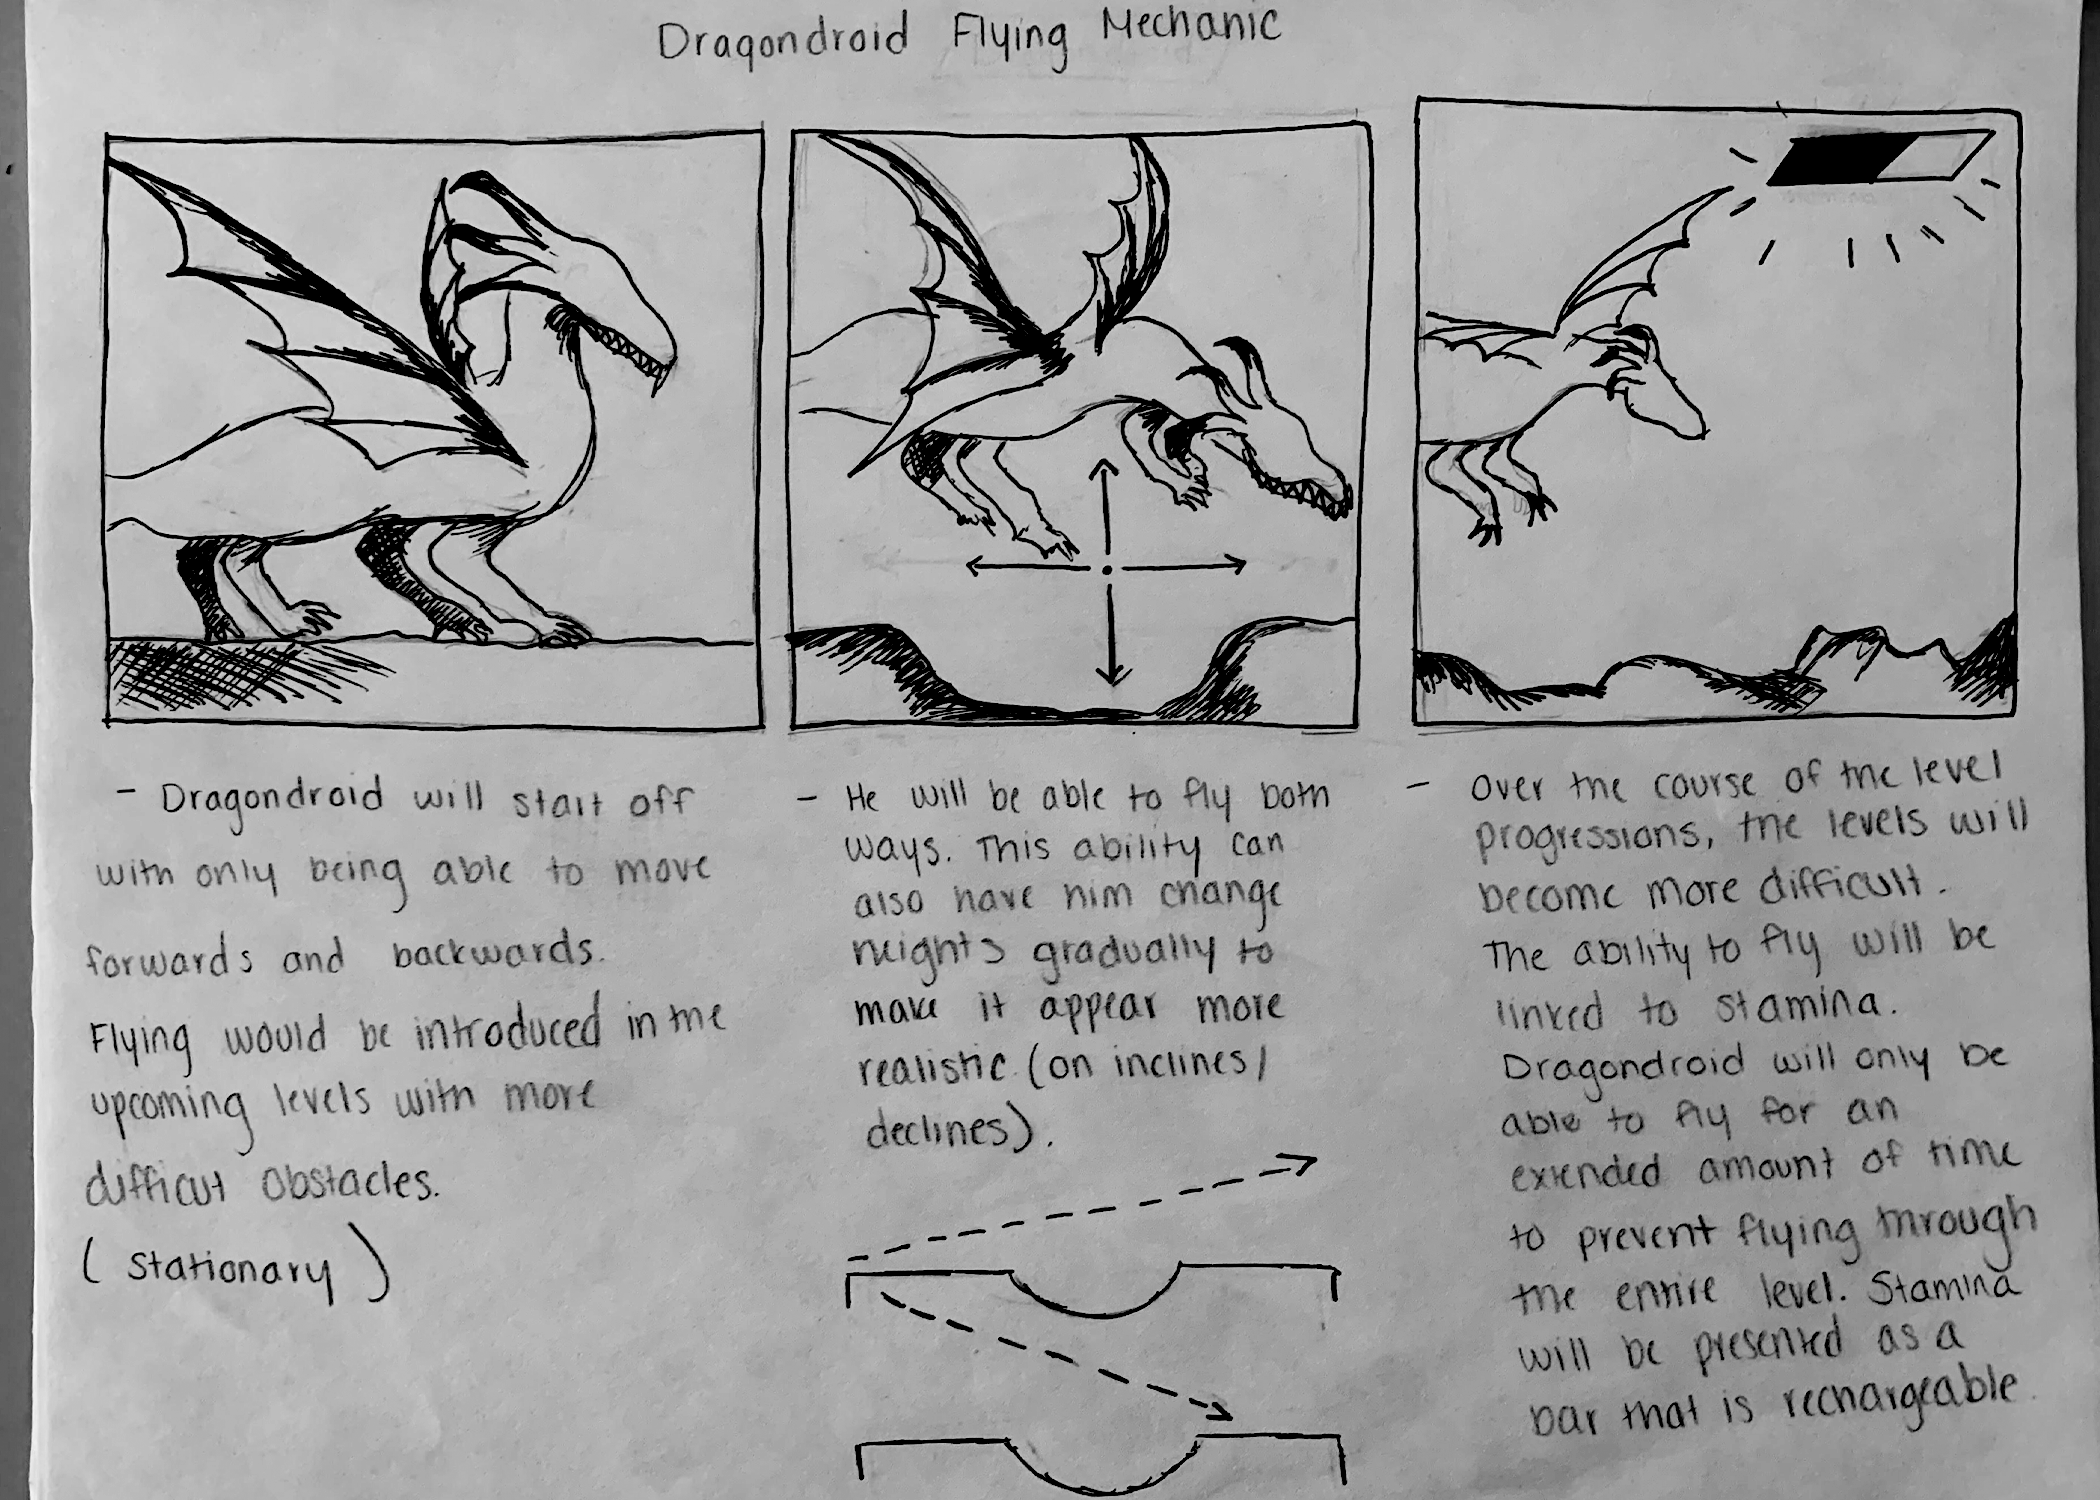 Dragondroid Flying Mechanic
- Dragondroid will start off
with only being able to move
forwards and backwards.
Flying would be introduced in the
upcoming levels with more
difficut obstacles.
( Stationary )
- He will be able to fly both
ways. This ability can
also have him change
heights gradually to
make it appear more
realistic (on inclines/
declines).
- Over the course of the level
progressions, the levels will
become more difficult.
The ability to fly will be
linked to stamina.
Dragondroid will only be
able to fly for an
extended amount of time
to prevent flying through
the entire level. Stamina
will be presented as a
bar that is rechargeable.